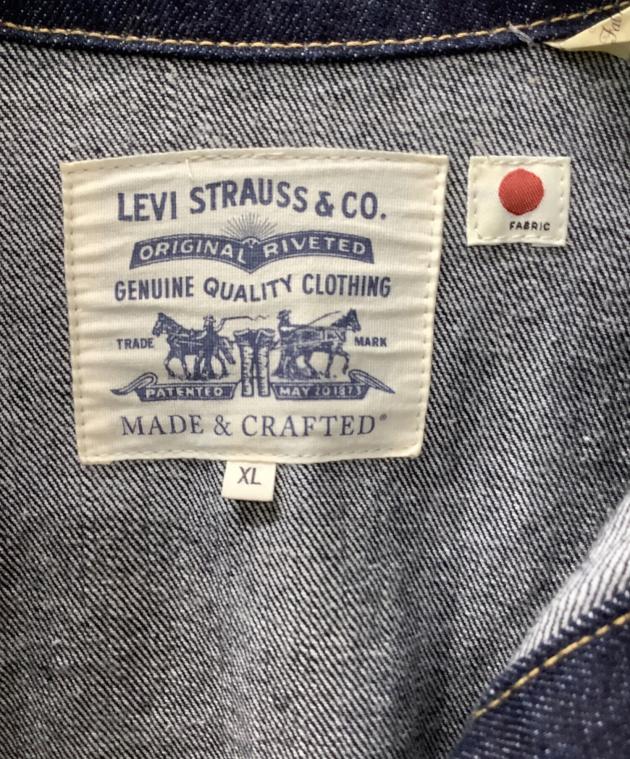 LEVI STRAUSS & CO.
ORIGINAL RIVETED
GENUINE QUALITY CLOTHING
TRADE MARK
PATENTED MAY 20 1873
MADE & CRAFTED®
XL
FABRIC